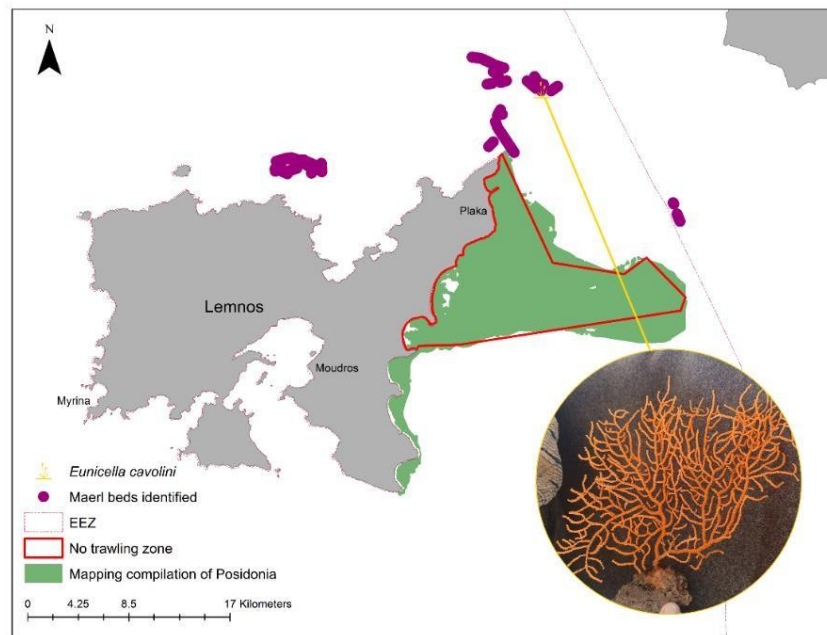 N
Plaka
Lemnos
Moudros
Myrina
Eunicella cavolini
Maerl beds identified
EEZ
No trawling zone
Mapping compilation of Posidonia
0 4.25 8.5 17 Kilometers